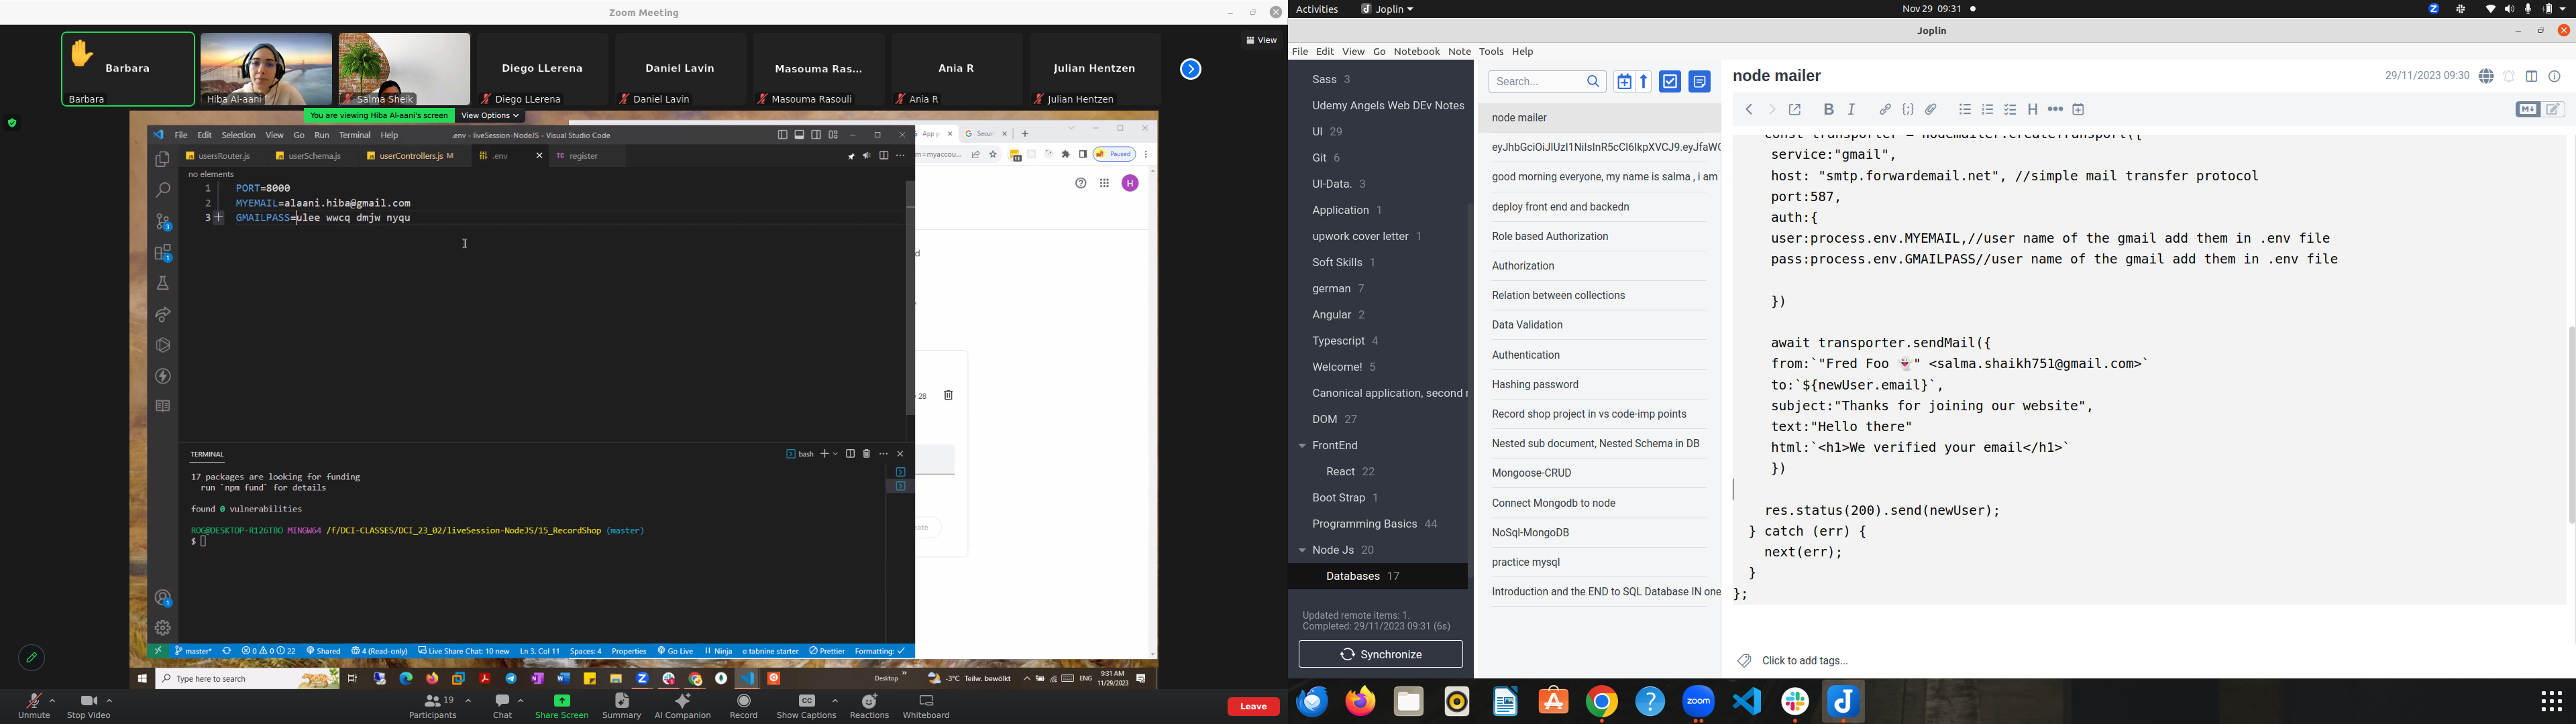 Zoom Meeting
View
Barbara
Barbara
Hiba Al-aani
Salma Sheik
Diego LLerena
Diego LLerena
Daniel Lavin
Daniel Lavin
Masouma Ras...
Masouma Rasouli
Ania R
Ania R
Julian Hentzen
Julian Hentzen
You are viewing Hiba Al-aani's screen
View Options
File Edit Selection View Go Run Terminal Help
.env - liveSession-NodeJS - Visual Studio Code
usersRouter.js
userSchema.js
userControllers.js M
.env
register
no elements
1 PORT=8000
2 MYEMAIL=alaani.hiba@gmail.com
3 GMAILPASS=ulee wwcq dmjw nyqu
TERMINAL
bash
17 packages are looking for funding
run `npm fund` for details
found 0 vulnerabilities
/f/DCI-CLASSES/DCI_23_02/liveSession-NodeJS/15_RecordShop (master)
$
master*
0 0 22
Shared
4 (Read-only)
Live Share Chat: 10 new
Ln 3, Col 11
Spaces: 4
Properties
Go Live
Ninja
tabnine starter
Prettier
Formatting:
Paused
H
28
Type here to search
Desktop
-3°C Teilw. bewölkt
ENG
9:31 AM
11/29/2023
Unmute
Stop Video
19
Participants
Chat
Share Screen
Summary
AI Companion
Record
Show Captions
Reactions
Whiteboard
Leave
Activities
Joplin
Nov 29 09:31
Joplin
File Edit View Go Notebook Note Tools Help
Sass 3
Udemy Angels Web DEv Notes
UI 29
Git 6
UI-Data. 3
Application 1
upwork cover letter 1
Soft Skills 1
german 7
Angular 2
Typescript 4
Welcome! 5
Canonical application, second r
DOM 27
FrontEnd
React 22
Boot Strap 1
Programming Basics 44
Node Js 20
Databases 17
Updated remote items: 1.
Completed: 29/11/2023 09:31 (6s)
Synchronize
Search...
node mailer
good morning everyone, my name is salma , i am
deploy front end and backedn
Role based Authorization
Authorization
Relation between collections
Data Validation
Authentication
Hashing password
Record shop project in vs code-imp points
Nested sub document, Nested Schema in DB
Mongoose-CRUD
Connect Mongodb to node
NoSql-MongoDB
practice mysql
Introduction and the END to SQL Database IN one
node mailer
29/11/2023 09:30
const transporter = nodemailer.createTransport({
service:"gmail",
host: "smtp.forwardemail.net", //simple mail transfer protocol
port:587,
auth:{
user:process.env.MYEMAIL,//user name of the gmail add them in .env file
pass:process.env.GMAILPASS//user name of the gmail add them in .env file
})
await transporter.sendMail({
from:`"Fred Foo 👻" <salma.shaikh751@gmail.com>`
to:`${newUser.email}`,
subject:"Thanks for joining our website",
text:"Hello there"
html:`<h1>We verified your email</h1>`
})
res.status(200).send(newUser);
} catch (err) {
next(err);
}
};
Click to add tags...
zoom